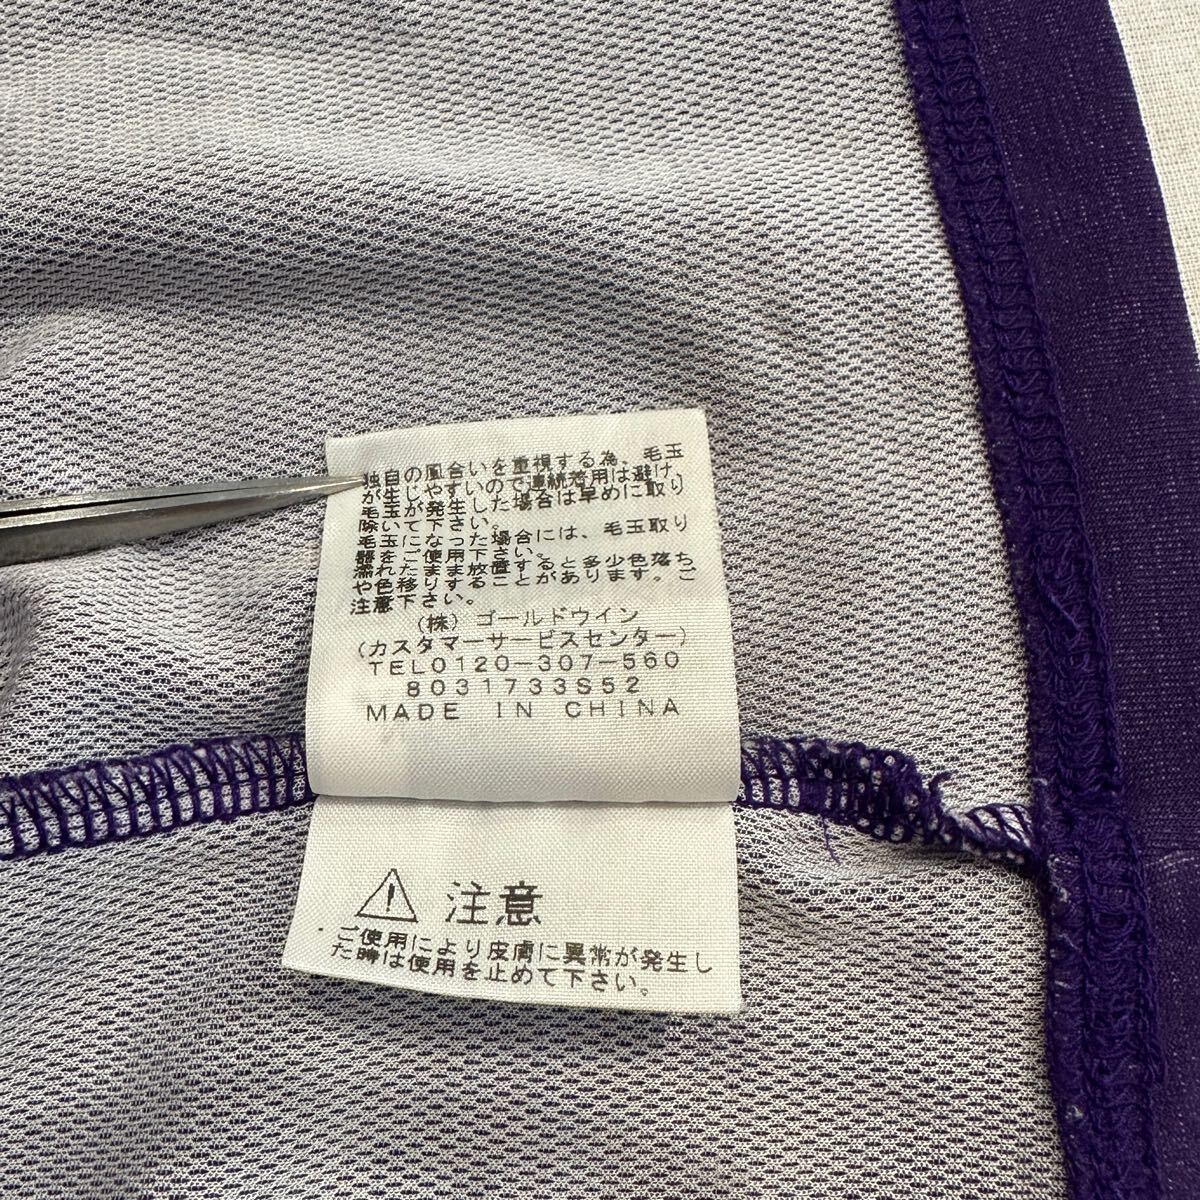 独自の風合いを重視する為、毛玉
が生じやすいので連続着用は避け、
毛玉が発生した場合は早めに取り
除いて下さい。
毛玉になった場合には、毛玉取り
器をご使用下さい。
濡れたまま放置すると多少色落ち
や色移りすることがあります。ご
注意下さい。
(株)ゴールドウイン
(カスタマーサービスセンター)
TEL0120-307-560
8031733S52
MADE IN CHINA
注意
・ご使用により皮膚に異常が発生し
た時は使用を止めて下さい。